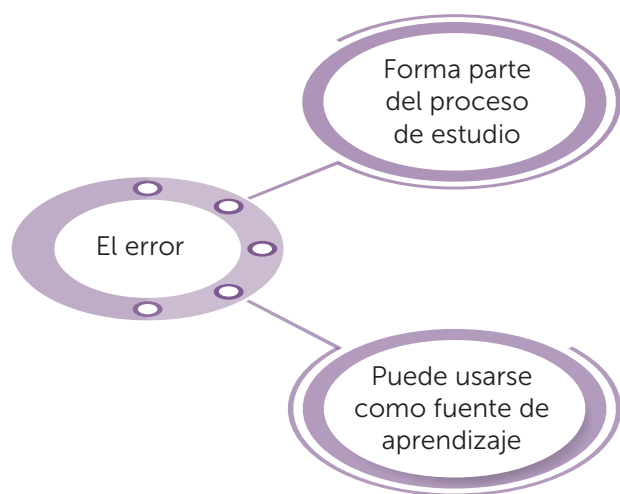 Forma parte
del proceso
de estudio
El error
Puede usarse
como fuente de
aprendizaje